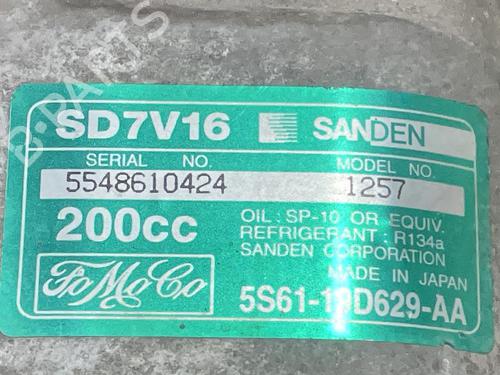 SD7V16 SANDEN
SERIAL NO. MODEL NO.
5548610424 1257
200cc OIL : SP-10 OR EQUIV.
REFRIGERANT : R134a
SANDEN CORPORATION
MADE IN JAPAN
FoMoCo 5S61-19D629-AA
B-PARTS